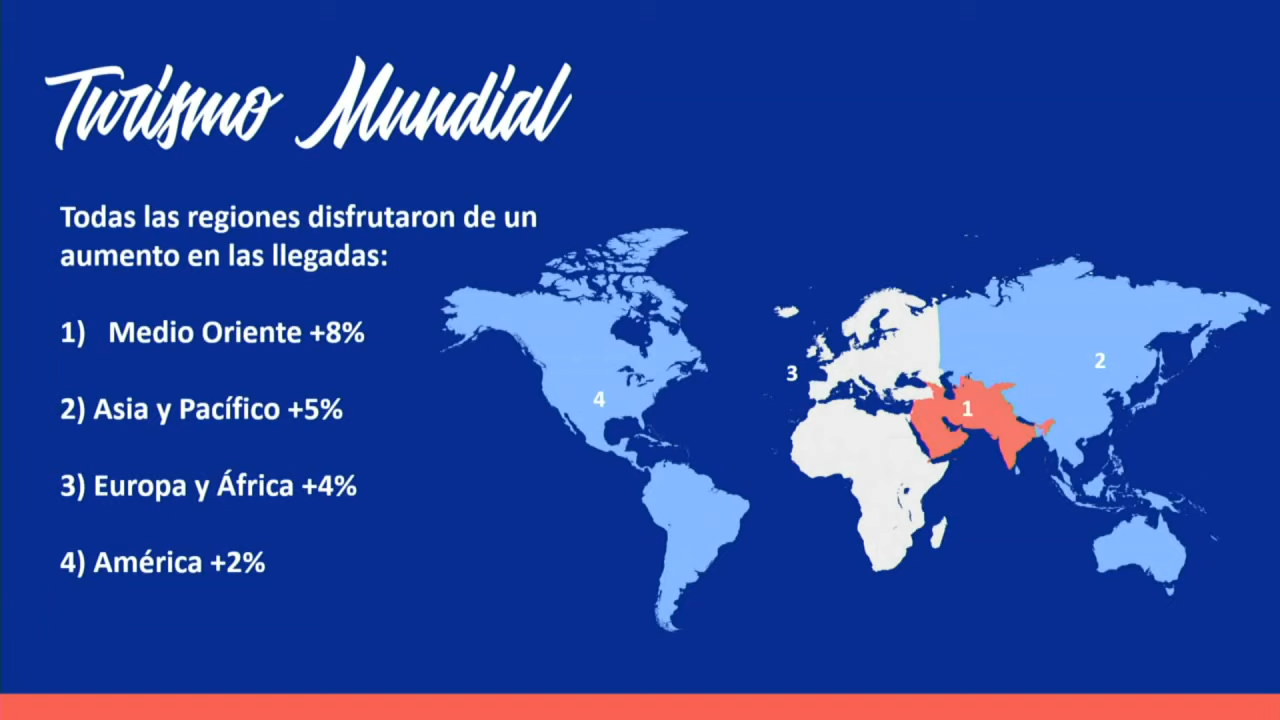 Turismo Mundial
Todas las regiones disfrutaron de un
aumento en las llegadas:
1) Medio Oriente +8%
2) Asia y Pacífico +5%
3) Europa y África +4%
4) América +2%
4
3
2
1